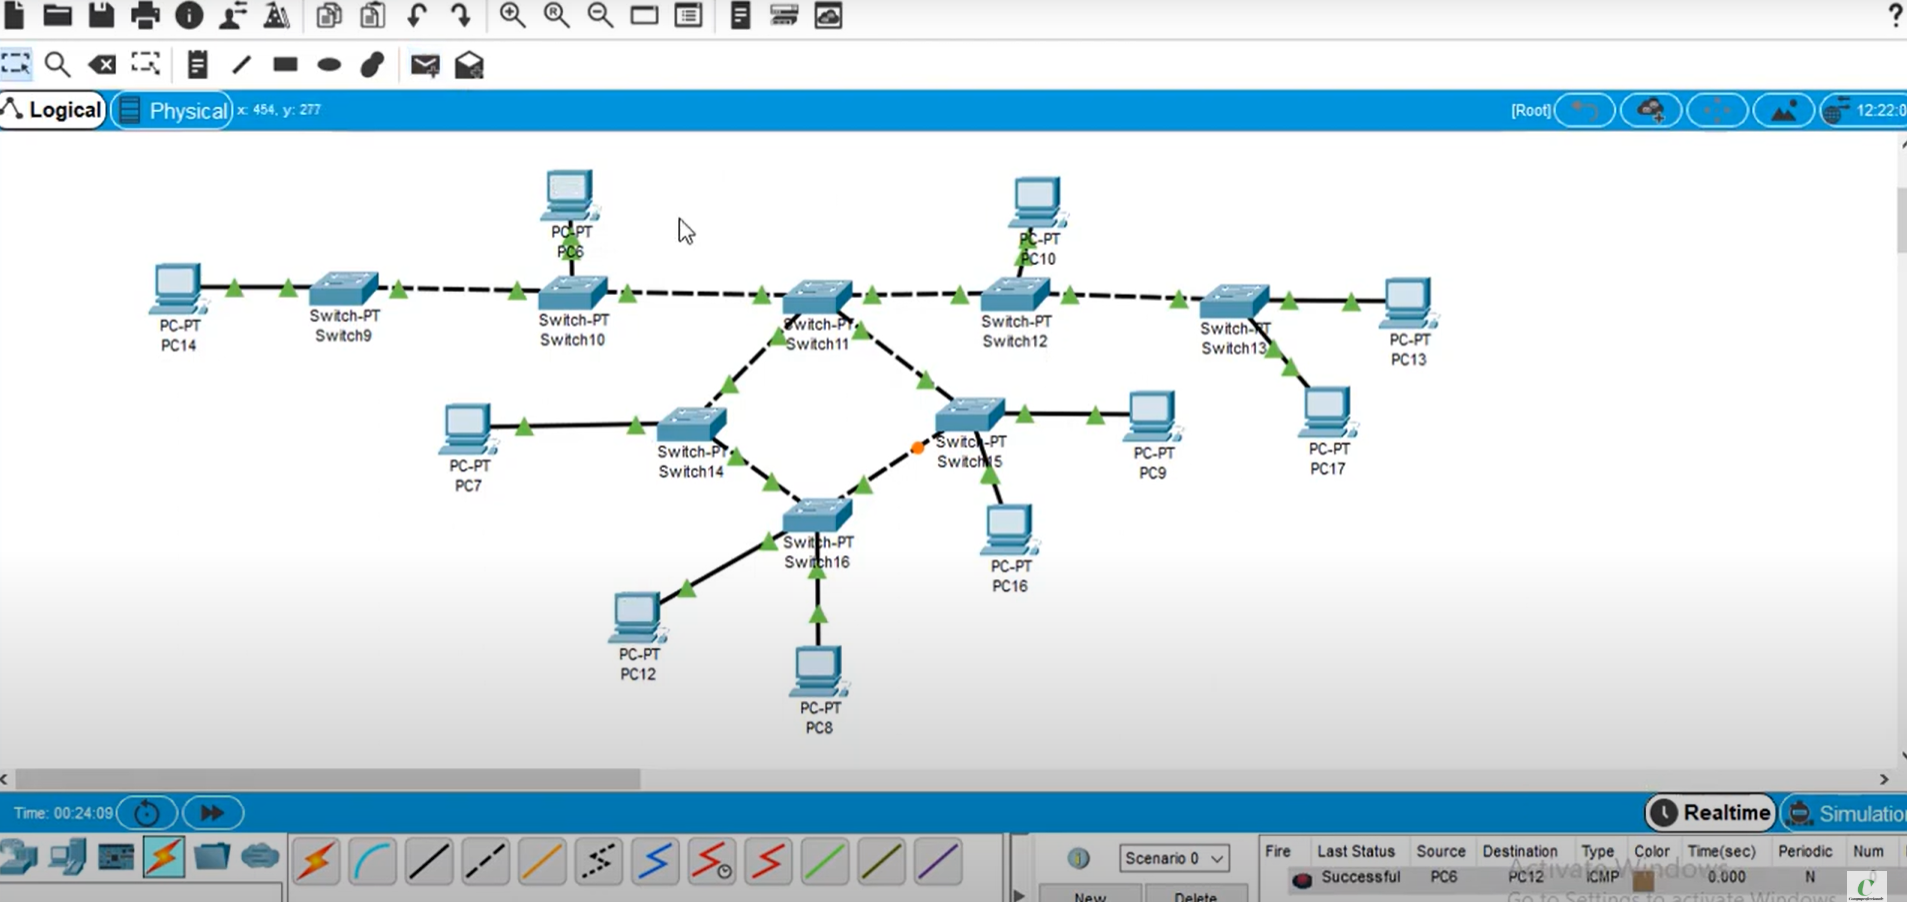 ?
Logical
Physical
x: 454, y: 277
[Root]
12:22:0
PC-PT
PC6
PC-PT
PC10
PC-PT
PC14
Switch-PT
Switch9
Switch-PT
Switch10
Switch-PT
Switch11
Switch-PT
Switch12
Switch-PT
Switch13
PC-PT
PC13
PC-PT
PC7
Switch-PT
Switch14
Switch-PT
Switch15
PC-PT
PC9
PC-PT
PC17
Switch-PT
Switch16
PC-PT
PC16
PC-PT
PC12
PC-PT
PC8
Time: 00:24:09
Realtime
Simulatio
Scenario 0
New
Delete
Fire Last Status Source Destination Type Color Time(sec) Periodic Num
Successful PC6 PC12 ICMP 0.000 N
Activate Windows
Go to Settings to activate Windows.